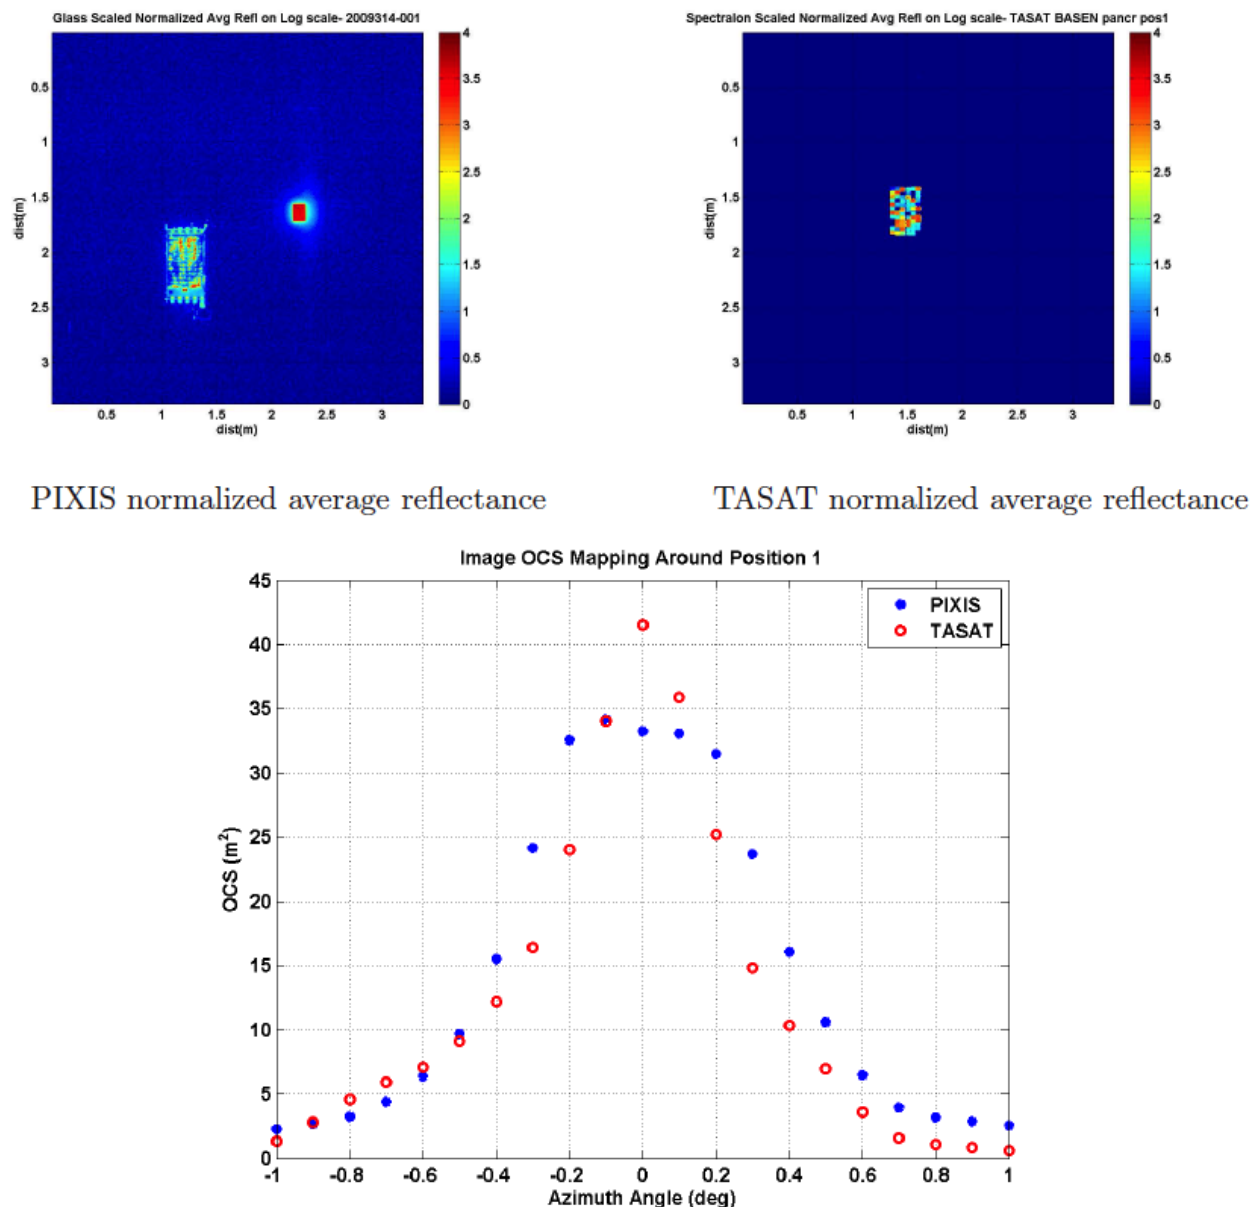 Glass Scaled Normalized Avg Refl on Log scale- 2009314-001
4
3.5
3
2.5
2
1.5
1
0.5
0
0.5
1
1.5
2
2.5
3
dist(m)
0.5 1 1.5 2 2.5 3
dist(m)
Spectralon Scaled Normalized Avg Refl on Log scale- TASAT BASEN pancr pos1
4
3.5
3
2.5
2
1.5
1
0.5
0
0.5
1
1.5
2
2.5
3
dist(m)
0.5 1 1.5 2 2.5 3
dist(m)
PIXIS normalized average reflectance
TASAT normalized average reflectance
Image OCS Mapping Around Position 1
PIXIS
TASAT
45
40
35
30
25
20
15
10
5
0
OCS (m²)
-1 -0.8 -0.6 -0.4 -0.2 0 0.2 0.4 0.6 0.8 1
Azimuth Angle (deg)